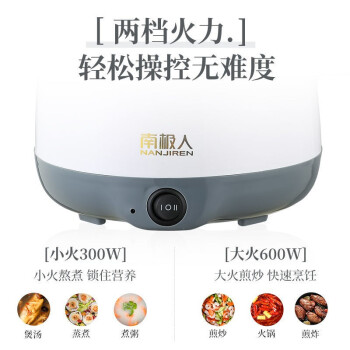 [ 两档火力.]
轻松操控无难度
南极人
NANJIREN
IOII
[小火300W]
[大火600W]
小火熬煮 锁住营养
大火煎炒 快速烹饪
煲汤
蒸煮
煮粥
煎炒
火锅
煎炸